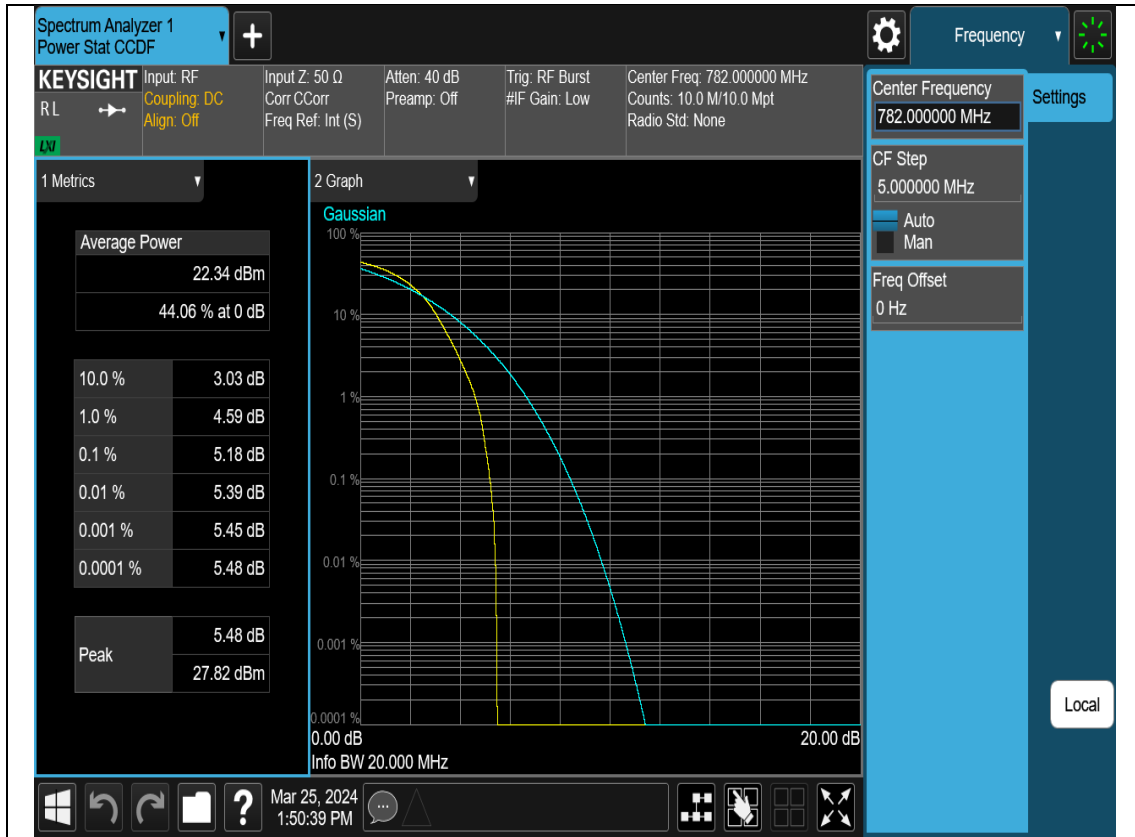 Spectrum Analyzer 1
Power Stat CCDF
Frequency
KEYSIGHT
R L
LXI
Input: RF
Coupling: DC
Align: Off
Input Z: 50 Ω
Corr CCorr
Freq Ref: Int (S)
Atten: 40 dB
Preamp: Off
Trig: RF Burst
#IF Gain: Low
Center Freq: 782.000000 MHz
Counts: 10.0 M/10.0 Mpt
Radio Std: None
Center Frequency
782.000000 MHz
Settings
CF Step
5.000000 MHz
Auto
Man
Freq Offset
0 Hz
1 Metrics
Average Power
22.34 dBm
44.06 % at 0 dB
10.0 % 3.03 dB
1.0 % 4.59 dB
0.1 % 5.18 dB
0.01 % 5.39 dB
0.001 % 5.45 dB
0.0001 % 5.48 dB
Peak
5.48 dB
27.82 dBm
2 Graph
Gaussian
100 %
10 %
1 %
0.1 %
0.01 %
0.001 %
0.0001 %
0.00 dB 20.00 dB
Info BW 20.000 MHz
Local
?
Mar 25, 2024
1:50:39 PM